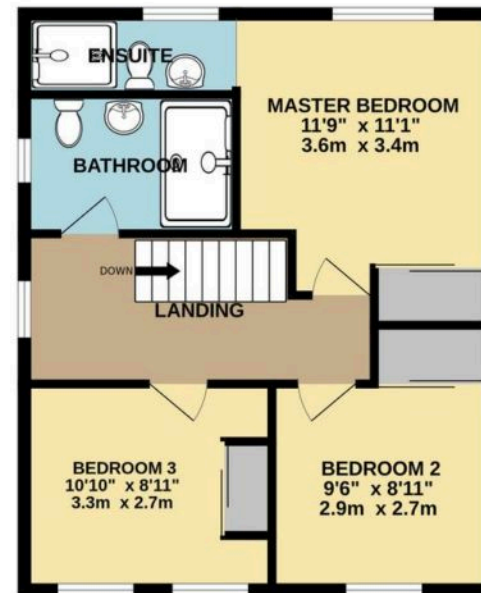 ENSUITE
MASTER BEDROOM
11'9" x 11'1"
3.6m x 3.4m
BATHROOM
DOWN
LANDING
BEDROOM 3
10'10" x 8'11"
3.3m x 2.7m
BEDROOM 2
9'6" x 8'11"
2.9m x 2.7m